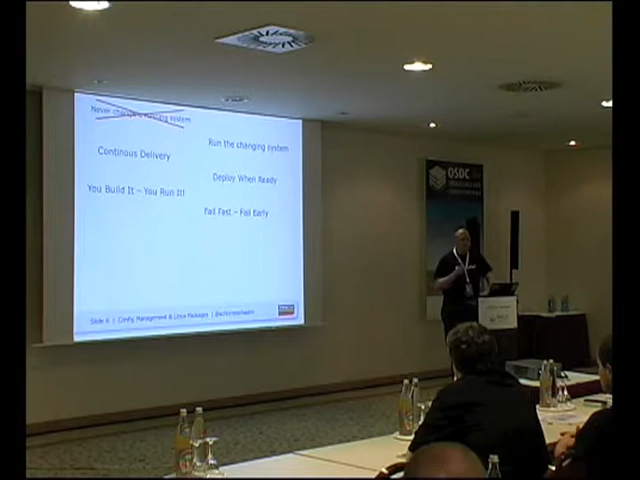 Never change a running system
Run the changing system
Continous Delivery
Deploy When Ready
You Build It – You Run It!
Fail Fast – Fail Early
Slide 6 | Config Management & Linux Packages |
OSDC